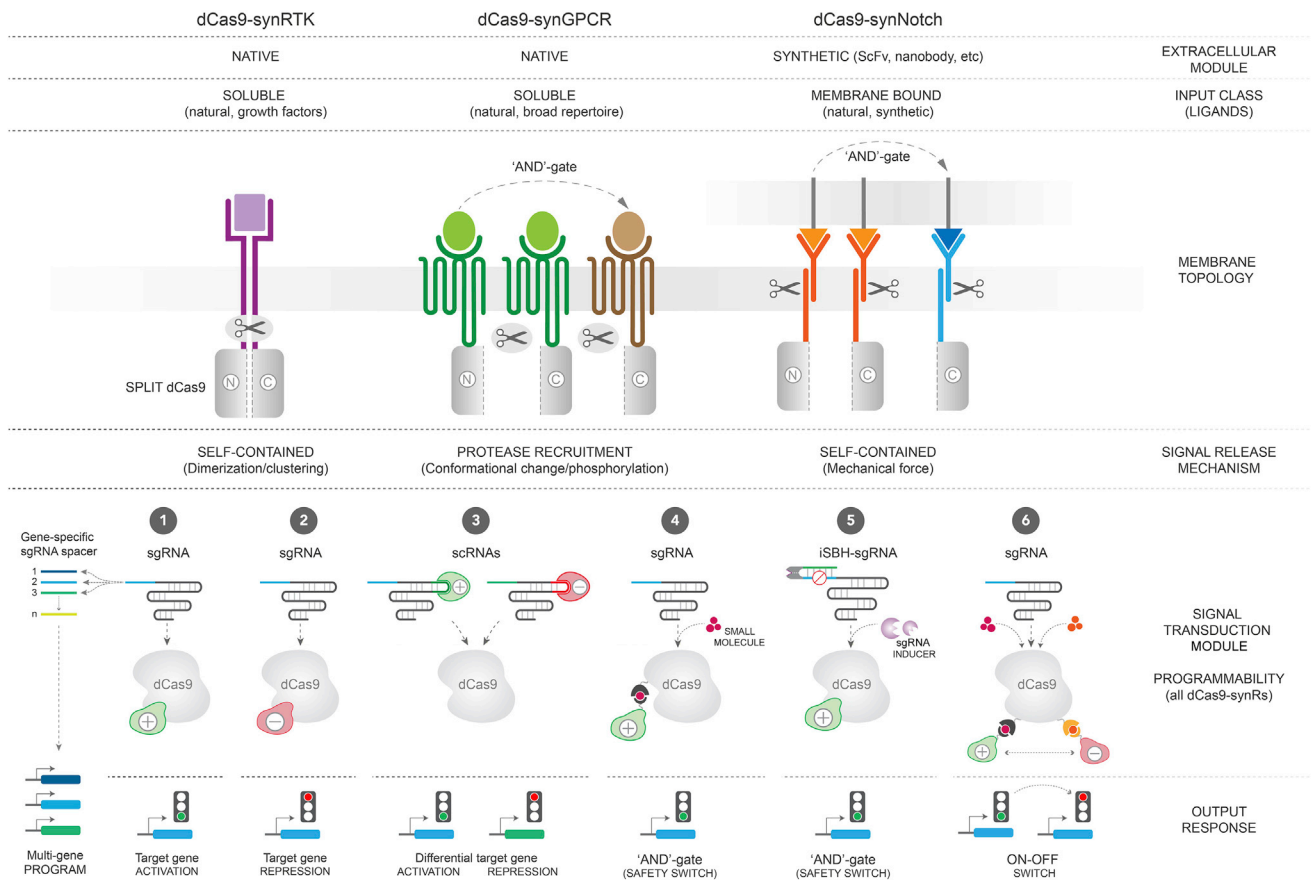 dCas9-synRTK
dCas9-synGPCR
dCas9-synNotch
NATIVE
NATIVE
SYNTHETIC (ScFv, nanobody, etc)
EXTRACELLULAR
MODULE
SOLUBLE
(natural, growth factors)
SOLUBLE
(natural, broad repertoire)
MEMBRANE BOUND
(natural, synthetic)
INPUT CLASS
(LIGANDS)
'AND'-gate
'AND'-gate
MEMBRANE
TOPOLOGY
SPLIT dCas9
N
C
N
C
C
N
C
C
SELF-CONTAINED
(Dimerization/clustering)
PROTEASE RECRUITMENT
(Conformational change/phosphorylation)
SELF-CONTAINED
(Mechanical force)
SIGNAL RELEASE
MECHANISM
1
2
3
4
5
6
Gene-specific
sgRNA spacer
sgRNA
sgRNA
scRNAs
sgRNA
iSBH-sgRNA
sgRNA
1
2
3
n
+
−
SMALL
MOLECULE
sgRNA
INDUCER
SIGNAL
TRANSDUCTION
MODULE
PROGRAMMABILITY
(all dCas9-synRs)
dCas9
dCas9
dCas9
dCas9
dCas9
dCas9
+
−
+
+
+
−
OUTPUT
RESPONSE
Multi-gene
PROGRAM
Target gene
ACTIVATION
Target gene
REPRESSION
Differential target gene
ACTIVATION
REPRESSION
'AND'-gate
(SAFETY SWITCH)
'AND'-gate
(SAFETY SWITCH)
ON-OFF
SWITCH